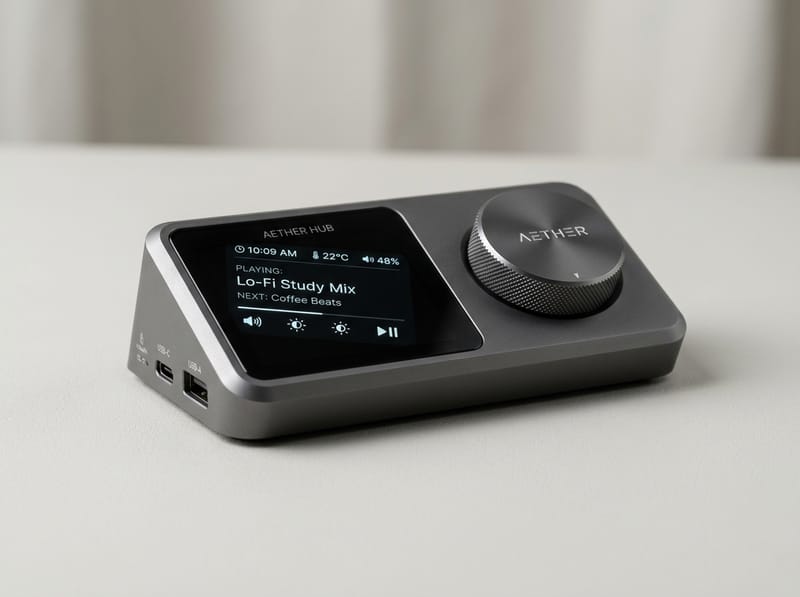 AETHER HUB
10:09 AM 22°C 48%
PLAYING:
Lo-Fi Study Mix
NEXT: Coffee Beats
AETHER
USB-C
USB-A